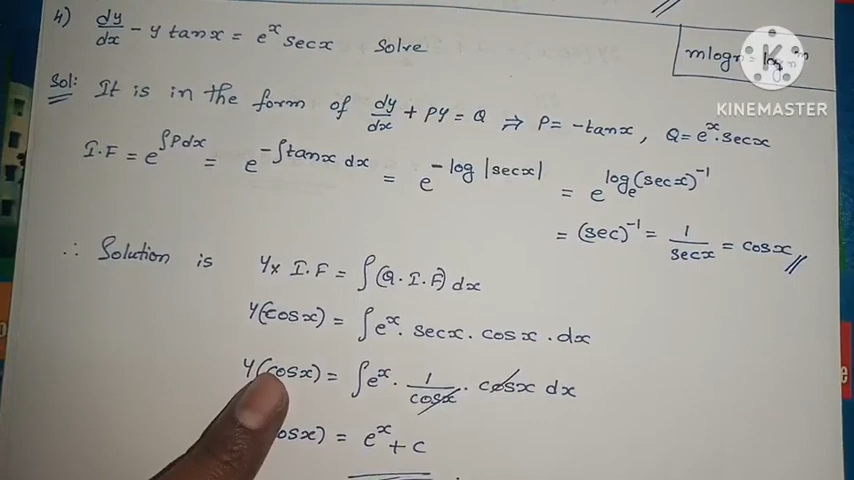 4) dy/dx - y tanx = e^x secx Solve
mlogn = log n^m
KINEMASTER
Sol: It is in the form of dy/dx + Py = Q ⇒ P = -tanx, Q = e^x. secx
I.F = e^∫Pdx = e^-∫tanx dx = e^-log |secx| = e^log_e(secx)^-1
= (sec)^-1 = 1/secx = cosx //
∴ Solution is y x I.F = ∫(Q. I.F) dx
y(cosx) = ∫e^x. secx. cosx . dx
y(cosx) = ∫e^x. 1/cosx . cosx dx
osx) = e^x + c